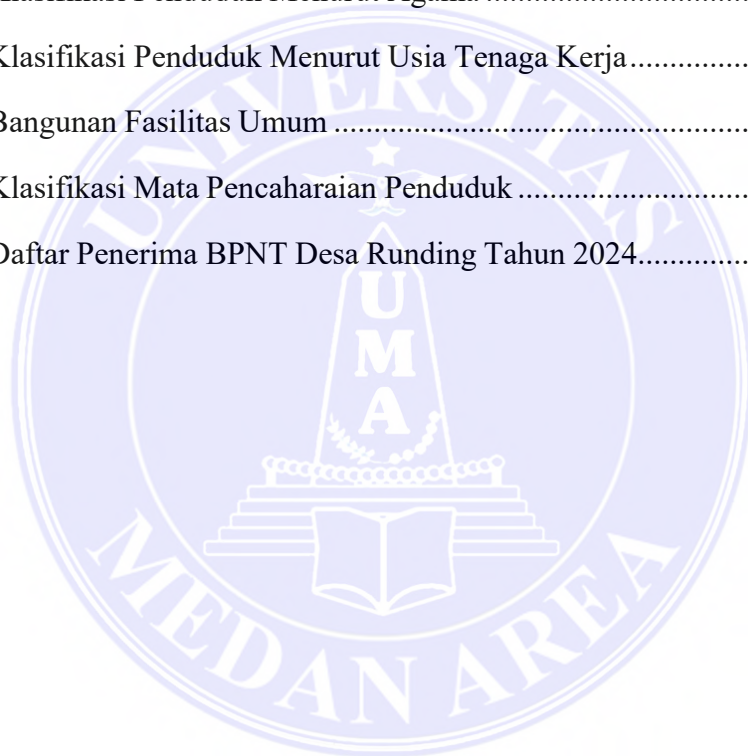 Klasifikasi Penduduk Menurut Usia Tenaga Kerja...............
Bangunan Fasilitas Umum .....................................................
Klasifikasi Mata Pencaharaian Penduduk ..............................
Daftar Penerima BPNT Desa Runding Tahun 2024..............
UNIVERSITAS
UMA
MEDAN AREA